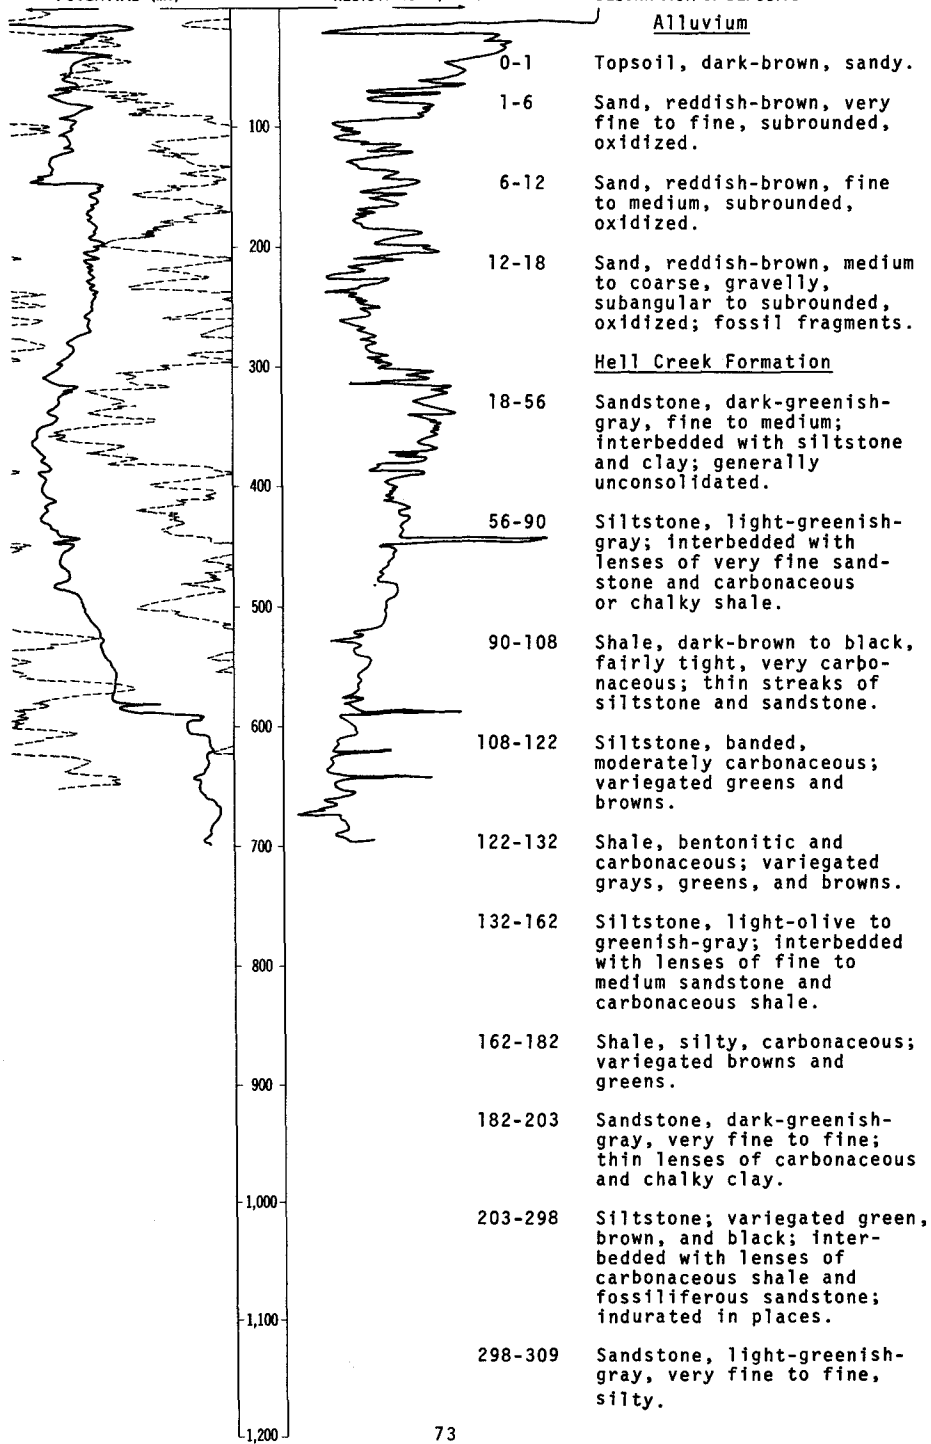 Alluvium
0-1 Topsoil, dark-brown, sandy.
1-6 Sand, reddish-brown, very
fine to fine, subrounded,
oxidized.
6-12 Sand, reddish-brown, fine
to medium, subrounded,
oxidized.
12-18 Sand, reddish-brown, medium
to coarse, gravelly,
subangular to subrounded,
oxidized; fossil fragments.
Hell Creek Formation
18-56 Sandstone, dark-greenish-
gray, fine to medium;
interbedded with siltstone
and clay; generally
unconsolidated.
56-90 Siltstone, light-greenish-
gray; interbedded with
lenses of very fine sand-
stone and carbonaceous
or chalky shale.
90-108 Shale, dark-brown to black,
fairly tight, very carbo-
naceous; thin streaks of
siltstone and sandstone.
108-122 Siltstone, banded,
moderately carbonaceous;
variegated greens and
browns.
122-132 Shale, bentonitic and
carbonaceous; variegated
grays, greens, and browns.
132-162 Siltstone, light-olive to
greenish-gray; interbedded
with lenses of fine to
medium sandstone and
carbonaceous shale.
162-182 Shale, silty, carbonaceous;
variegated browns and
greens.
182-203 Sandstone, dark-greenish-
gray, very fine to fine;
thin lenses of carbonaceous
and chalky clay.
203-298 Siltstone; variegated green,
brown, and black; inter-
bedded with lenses of
carbonaceous shale and
fossiliferous sandstone;
indurated in places.
298-309 Sandstone, light-greenish-
gray, very fine to fine,
silty.
100
200
300
400
500
600
700
800
900
1,000
1,100
1,200
73